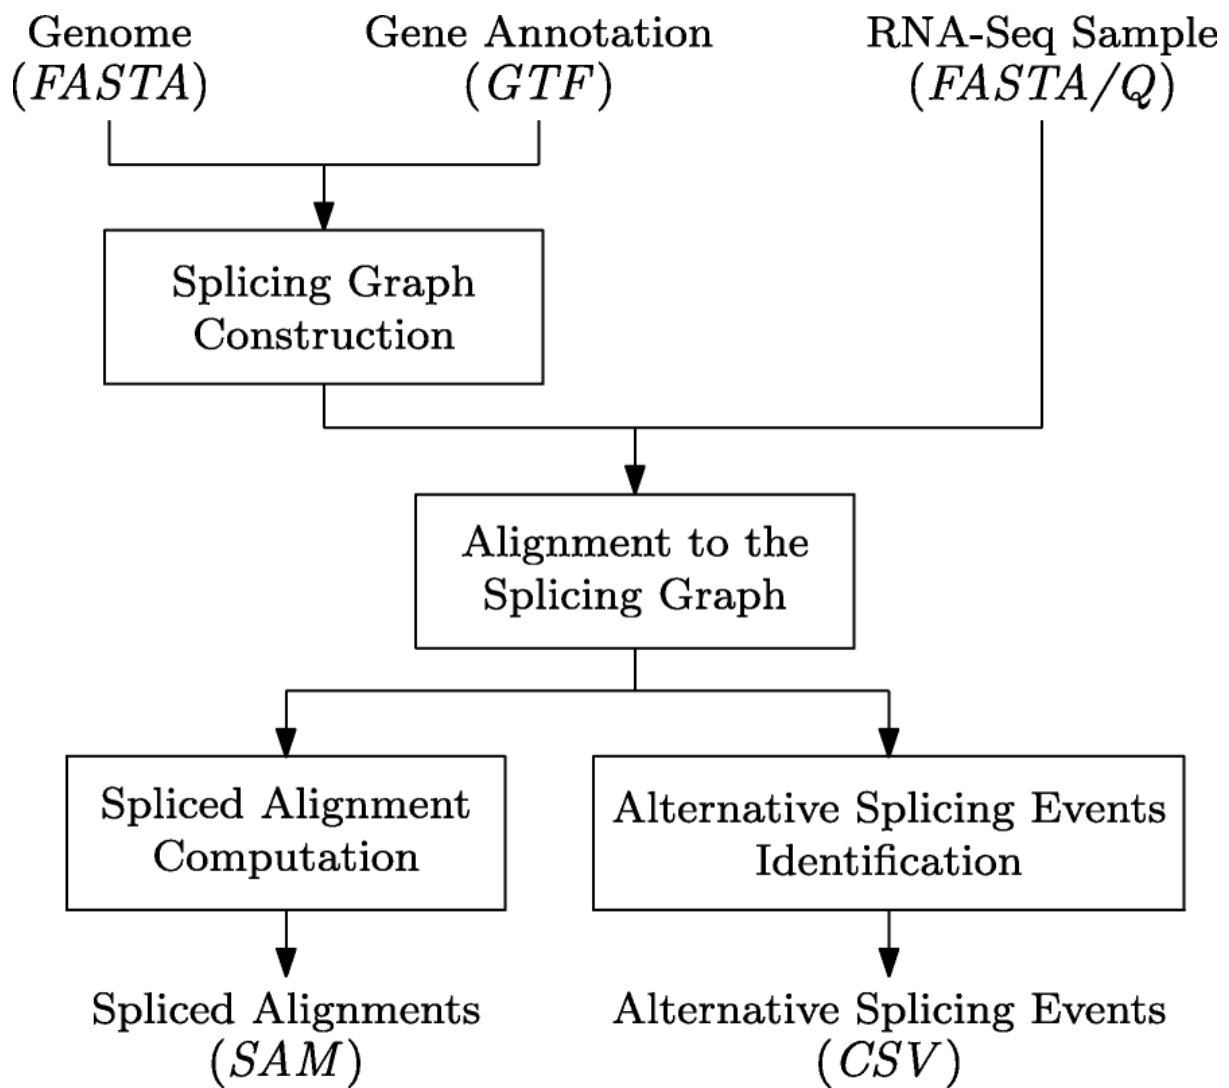 Genome
(FASTA)
Gene Annotation
(GTF)
RNA-Seq Sample
(FASTA/Q)
Splicing Graph
Construction
Alignment to the
Splicing Graph
Spliced Alignment
Computation
Alternative Splicing Events
Identification
Spliced Alignments
(SAM)
Alternative Splicing Events
(CSV)